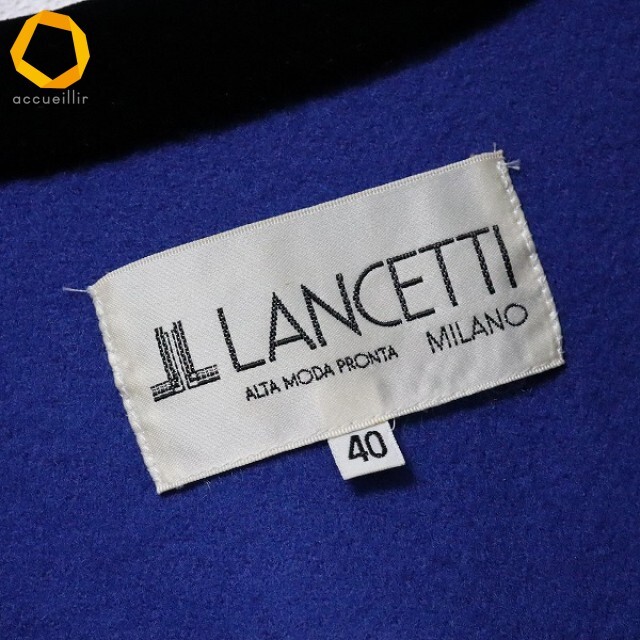 accueillir
LANCETTI
ALTA MODA PRONTA MILANO
40